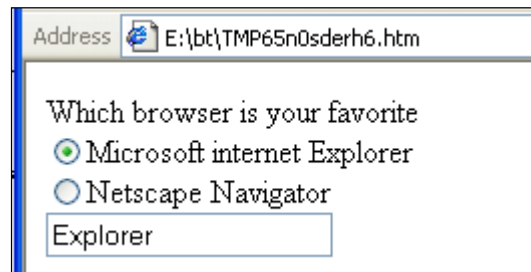 Address E:\bt\TMP65n0sderh6.htm
Which browser is your favorite
Microsoft internet Explorer
Netscape Navigator
Explorer